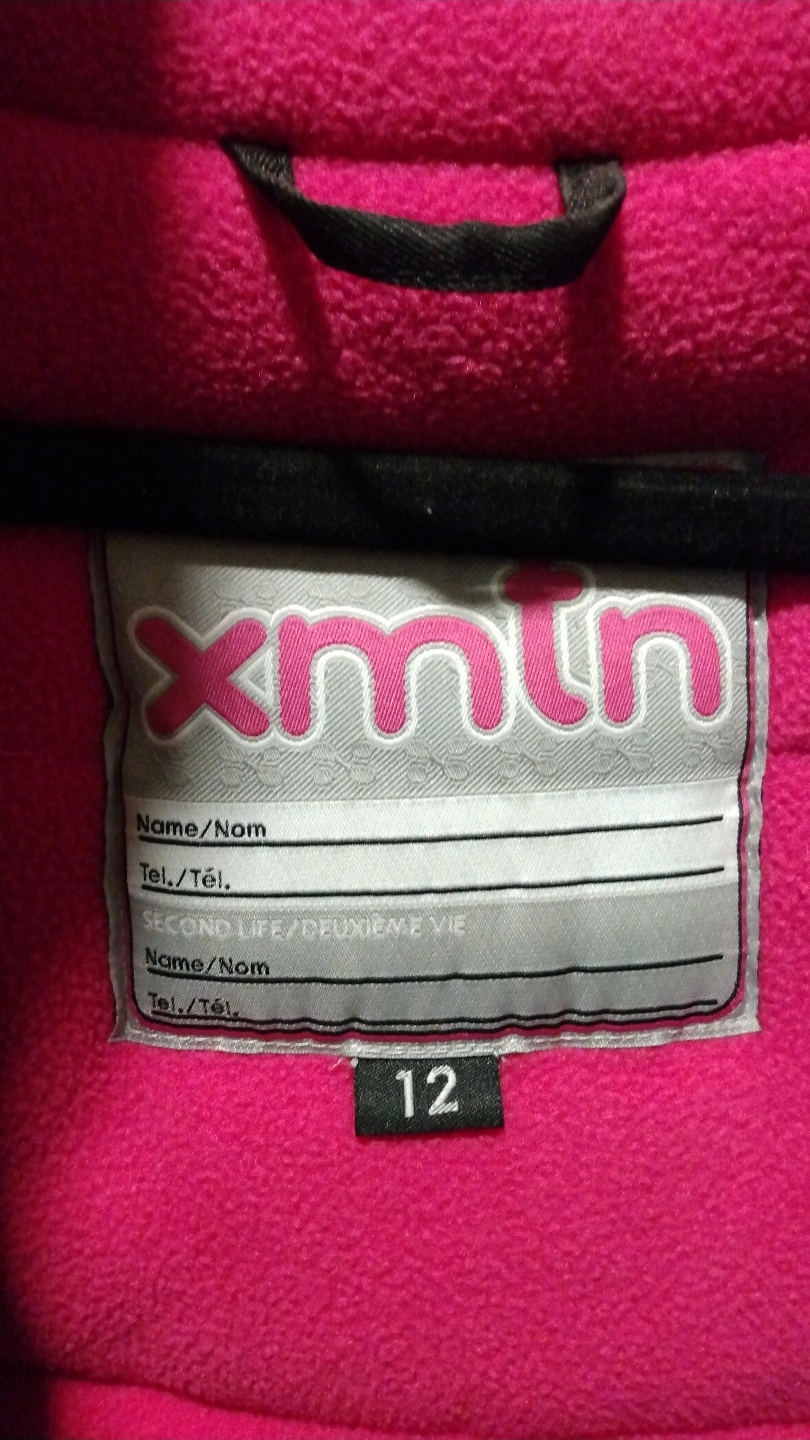 xmtn
Name/Nom
Tel./Tél.
SECOND LIFE/DEUXIÈME VIE
Name/Nom
Tel./Tél.
12